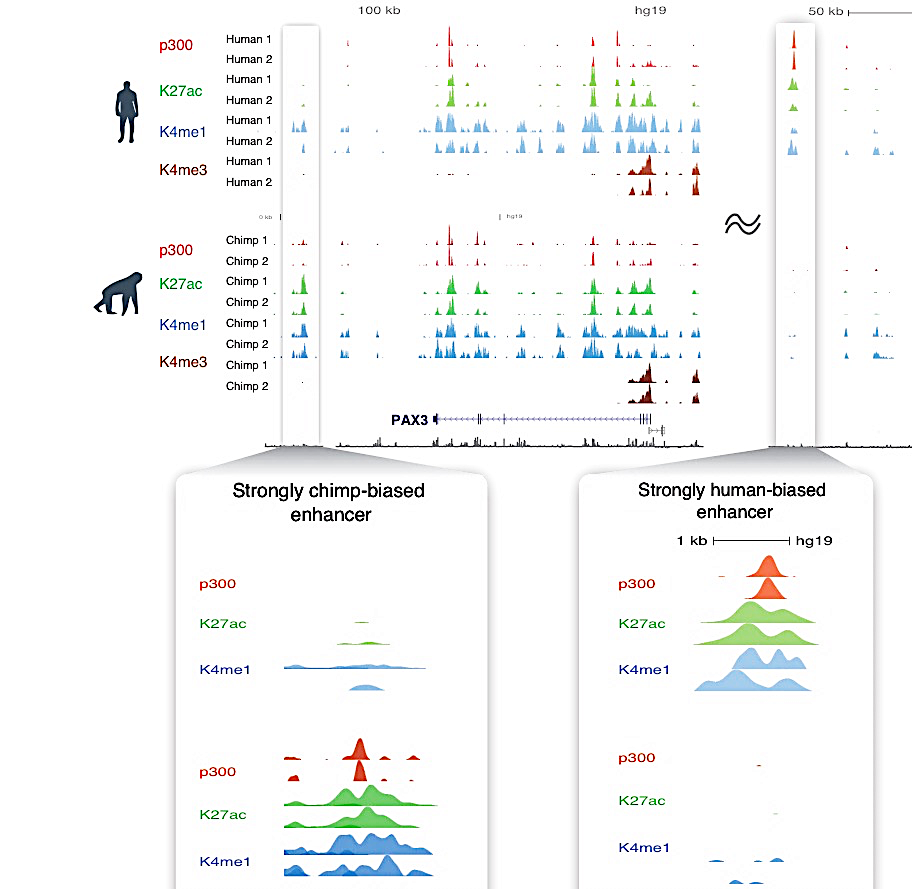 100 kb hg19 50 kb
p300 Human 1
Human 2
K27ac Human 1
Human 2
K4me1 Human 1
Human 2
K4me3 Human 1
Human 2
0 kb hg19
p300 Chimp 1
Chimp 2
K27ac Chimp 1
Chimp 2
K4me1 Chimp 1
Chimp 2
K4me3 Chimp 1
Chimp 2
PAX3
Strongly chimp-biased
enhancer
p300
K27ac
K4me1
p300
K27ac
K4me1
Strongly human-biased
enhancer
1 kb hg19
p300
K27ac
K4me1
p300
K27ac
K4me1